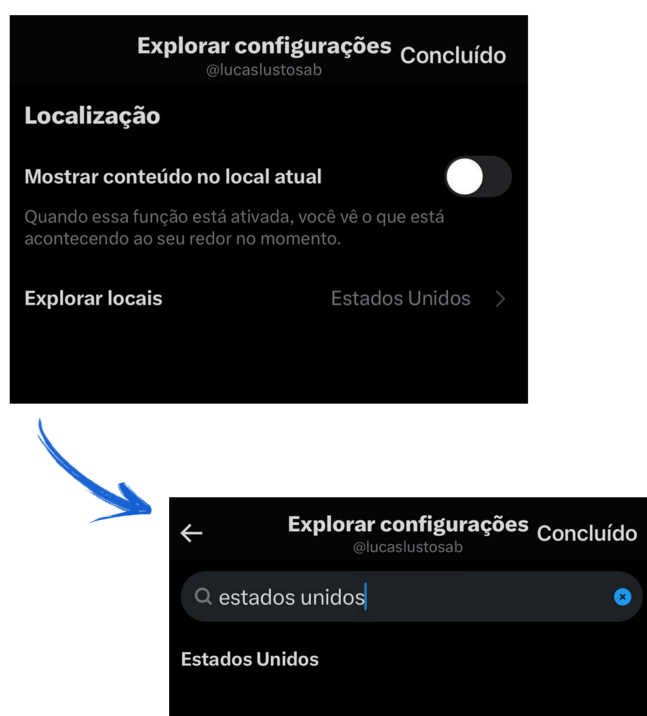 Explorar configurações
Concluído
@lucaslustosab
Localização
Mostrar conteúdo no local atual
Quando essa função está ativada, você vê o que está
acontecendo ao seu redor no momento.
Explorar locais Estados Unidos
Explorar configurações
Concluído
@lucaslustosab
estados unidos
Estados Unidos